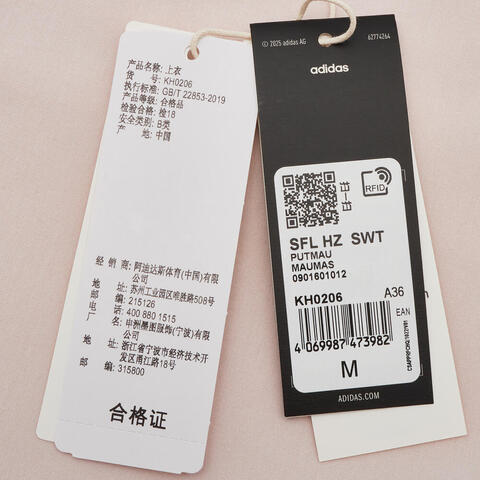 产品名称: 上衣
货 号: KH0206
执行标准: GB/T 22853-2019
产品等级: 合格品
检验合格: 检18
安全类别: B类
产 地: 中国
经 销 商: 阿迪达斯体育(中国)有限
公司
地 址: 苏州工业园区唯胜路508号
邮 编: 215126
电 话: 400 880 1515
厂 名: 申洲墨图服饰(宁波)有限
公司
地 址: 浙江省宁波市经济技术开
发区甬江路18号
邮 编: 315800
合格证
© 2025 adidas AG 62774264
adidas
RFID
SFL HZ SWT
PUTMAU
MAUMAS
0901601012
KH0206 A36
EAN
4 069987 473982
M
ADIDAS.COM